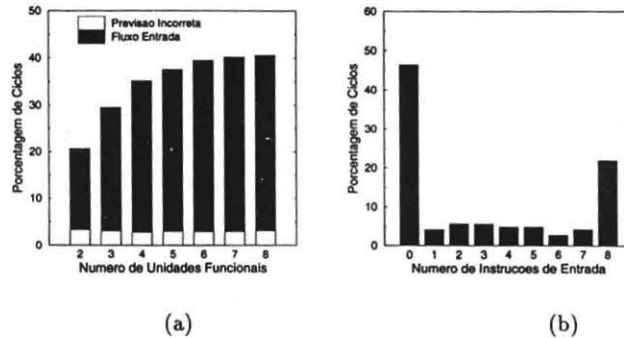 50
40
30
20
10
0
Porcentagem de Ciclos
Previsao Incorreta
Fluxo Entrada
2 3 4 5 6 7 8
Numero de Unidades Funcionais
(a)
60
50
40
30
20
10
0
Porcentagem de Ciclos
0 1 2 3 4 5 6 7 8
Numero de Instrucoes de Entrada
(b)